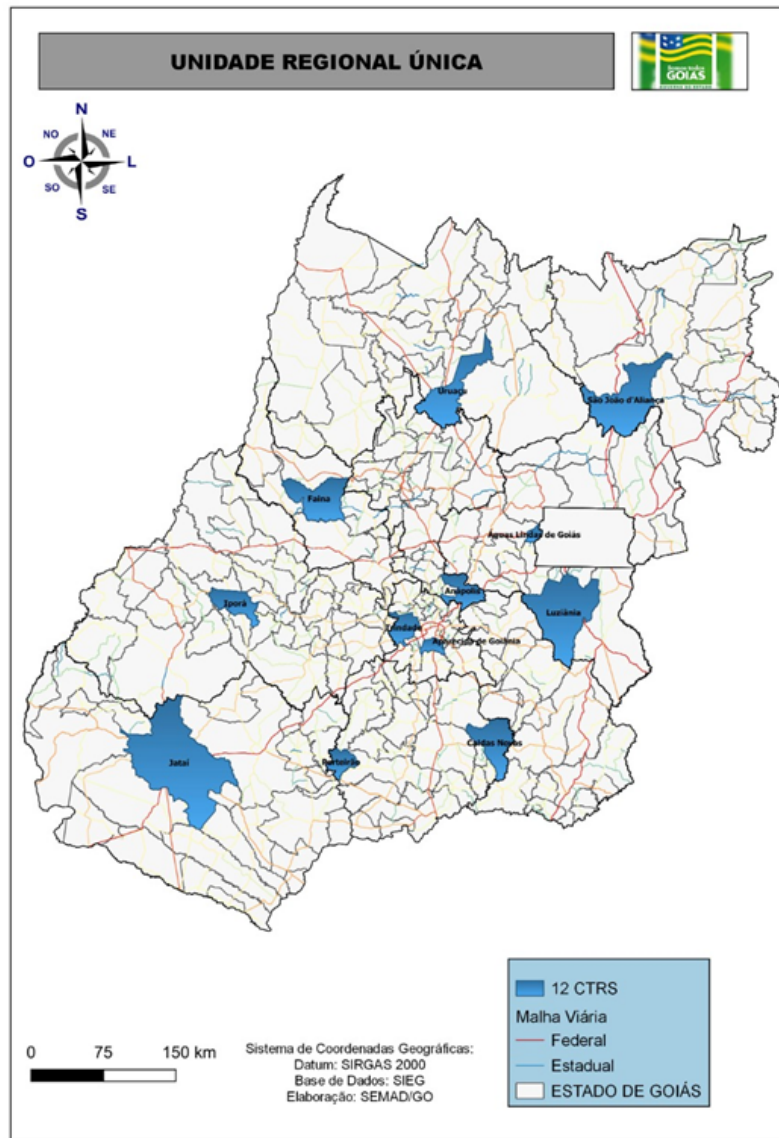 UNIDADE REGIONAL ÚNICA
GOIÁS
N
NO
NE
O
L
SO
SE
S
Uruaçu
São João d'Aliança
Faina
Águas Lindas de Goiás
Anápolis
Iporá
Luziânia
Trindade
Aparecida de Goiânia
Caldas Novas
Jataí
Porteirão
12 CTRS
Malha Viária
Federal
Estadual
ESTADO DE GOIÁS
0
75
150 km
Sistema de Coordenadas Geográficas:
Datum: SIRGAS 2000
Base de Dados: SIEG
Elaboração: SEMAD/GO